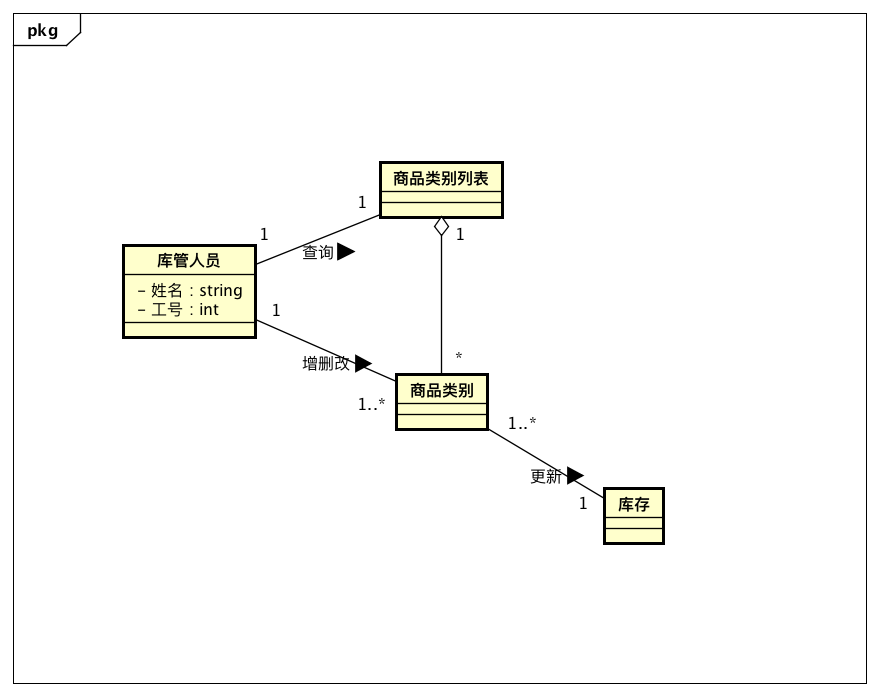 pkg
商品类别列表
1
1
查询
1
库管人员
- 姓名 : string
- 工号 : int
1
增删改
*
商品类别
1..*
1..*
更新
1
库存